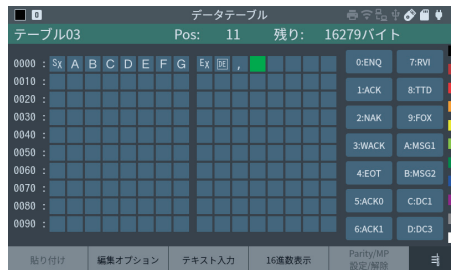 0 データテーブル
テーブル03 Pos: 11 残り: 16279バイト
0000 : SX A B C D E F G EX DE ,
0010 :
0020 :
0030 :
0040 :
0050 :
0060 :
0070 :
0080 :
0090 :
0:ENQ 7:RVI
1:ACK 8:TTD
2:NAK 9:FOX
3:WACK A:MSG1
4:EOT B:MSG2
5:ACK0 C:DC1
6:ACK1 D:DC3
貼り付け 編集オプション テキスト入力 16進数表示 Parity/MP
設定/解除